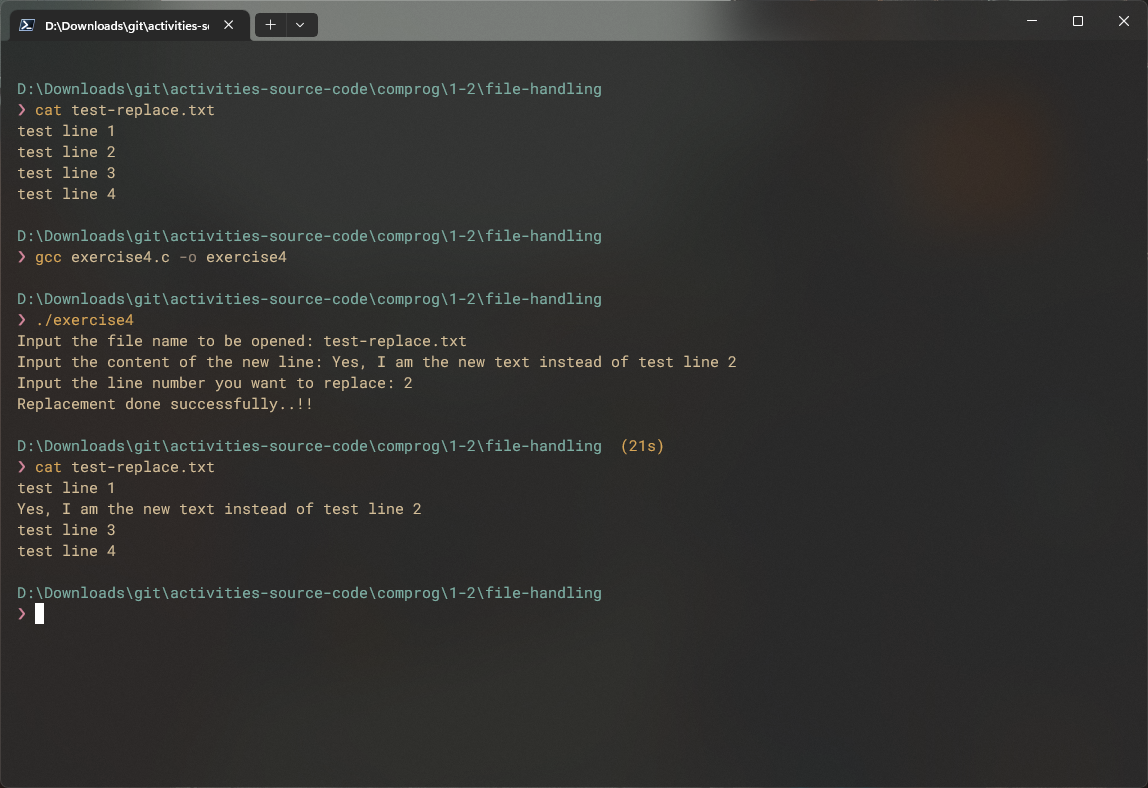 D:\Downloads\git\activities-s
D:\Downloads\git\activities-source-code\comprog\1-2\file-handling
❯ cat test-replace.txt
test line 1
test line 2
test line 3
test line 4
D:\Downloads\git\activities-source-code\comprog\1-2\file-handling
❯ gcc exercise4.c -o exercise4
D:\Downloads\git\activities-source-code\comprog\1-2\file-handling
❯ ./exercise4
Input the file name to be opened: test-replace.txt
Input the content of the new line: Yes, I am the new text instead of test line 2
Input the line number you want to replace: 2
Replacement done successfully..!!
D:\Downloads\git\activities-source-code\comprog\1-2\file-handling (21s)
❯ cat test-replace.txt
test line 1
Yes, I am the new text instead of test line 2
test line 3
test line 4
D:\Downloads\git\activities-source-code\comprog\1-2\file-handling
❯